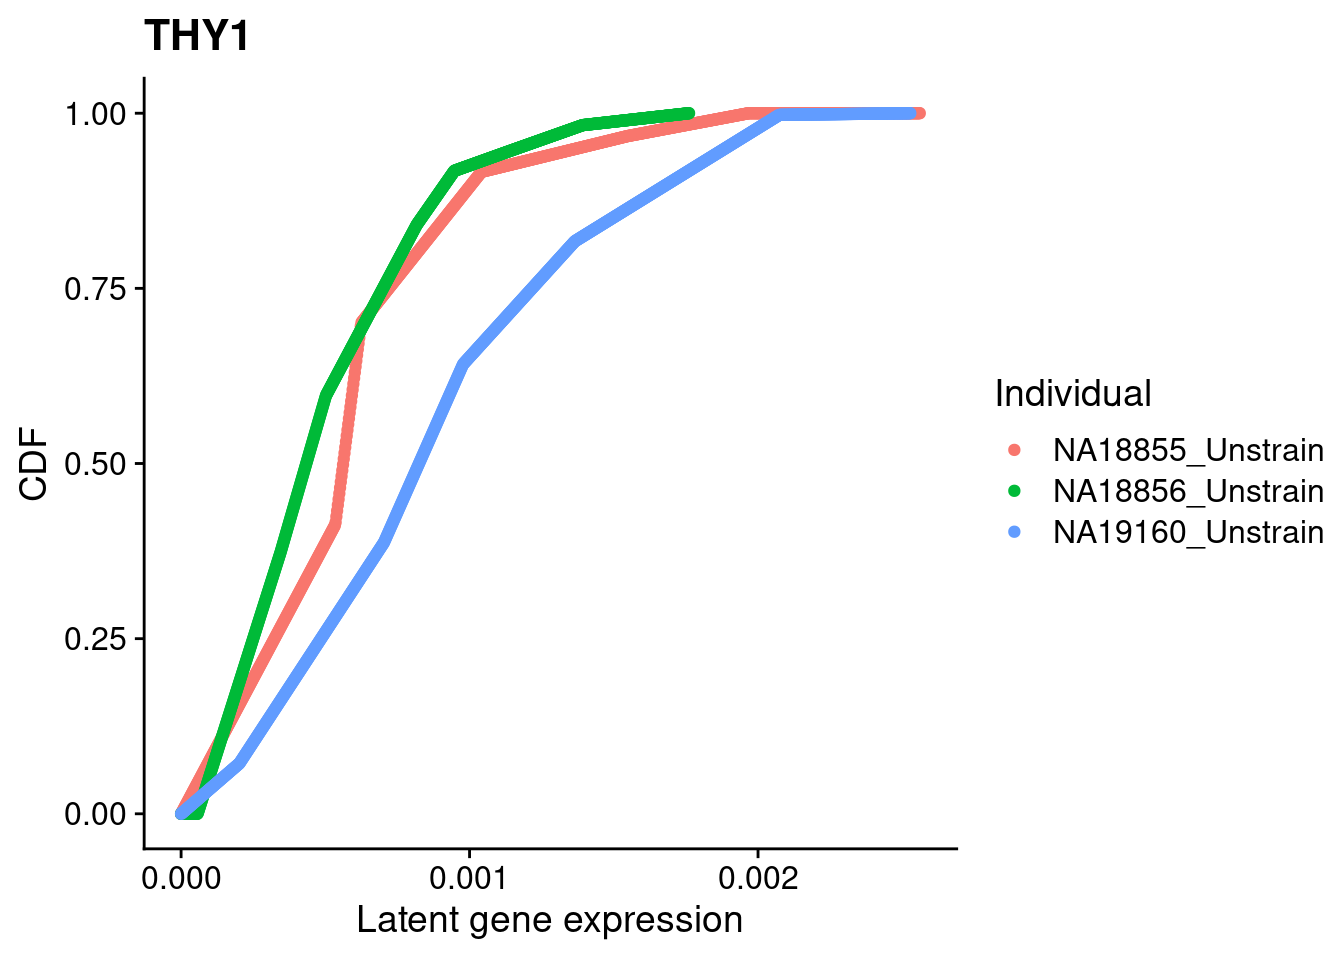 THY1
1.00
0.75
0.50
0.25
0.00
CDF
0.000 0.001 0.002
Latent gene expression
Individual
NA18855_Unstrain
NA18856_Unstrain
NA19160_Unstrain